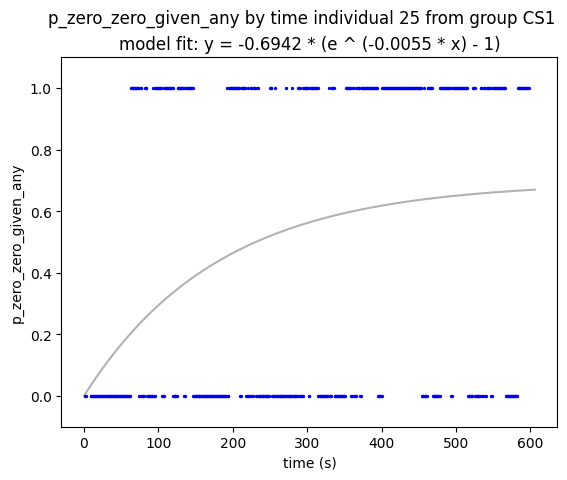 p_zero_zero_given_any by time individual 25 from group CS1
model fit: y = -0.6942 * (e ^ (-0.0055 * x) - 1)
1.0
0.8
0.6
0.4
0.2
0.0
p_zero_zero_given_any
0 100 200 300 400 500 600
time (s)